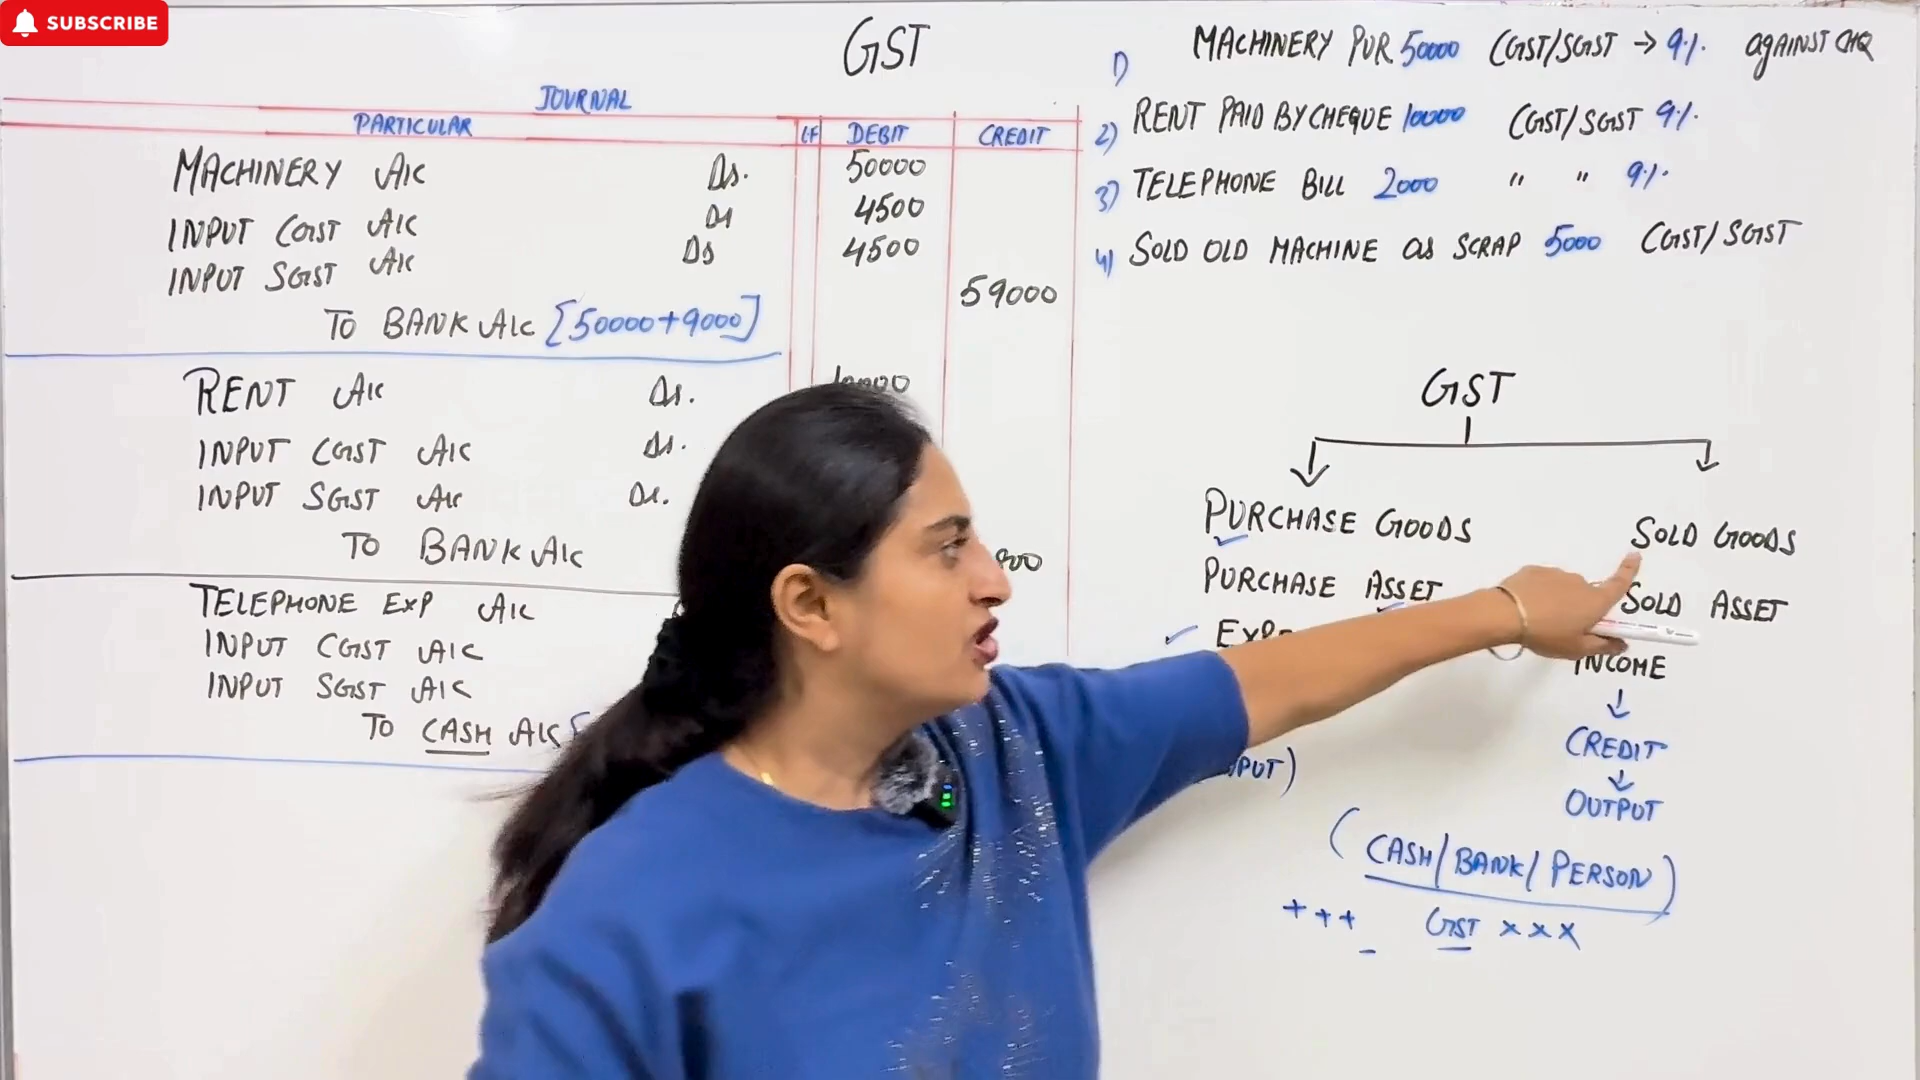 SUBSCRIBE
GST
JOURNAL
PARTICULAR LF DEBIT CREDIT
MACHINERY A/C Dr. 50000
INPUT CGST A/C Dr 4500
INPUT SGST A/C Dr 4500
59000
TO BANK A/C [50000+9000]
RENT A/C Dr.
INPUT CGST A/C Dr.
INPUT SGST A/C Dr.
TO BANK A/C
TELEPHONE EXP A/C
INPUT CGST A/C
INPUT SGST A/C
TO CASH A/C
1) MACHINERY PUR 50000 CGST/SGST → 9% against CHQ
2) RENT PAID BY CHEQUE 10000 CGST/SGST 9%
3) TELEPHONE BILL 2000 " " 9%
4) SOLD OLD MACHINE as SCRAP 5000 CGST/SGST
GST
PURCHASE GOODS
PURCHASE ASSET
SOLD GOODS
SOLD ASSET
INCOME
↓
CREDIT
↓
OUTPUT
(CASH/BANK/PERSON)
+++ GST xxx